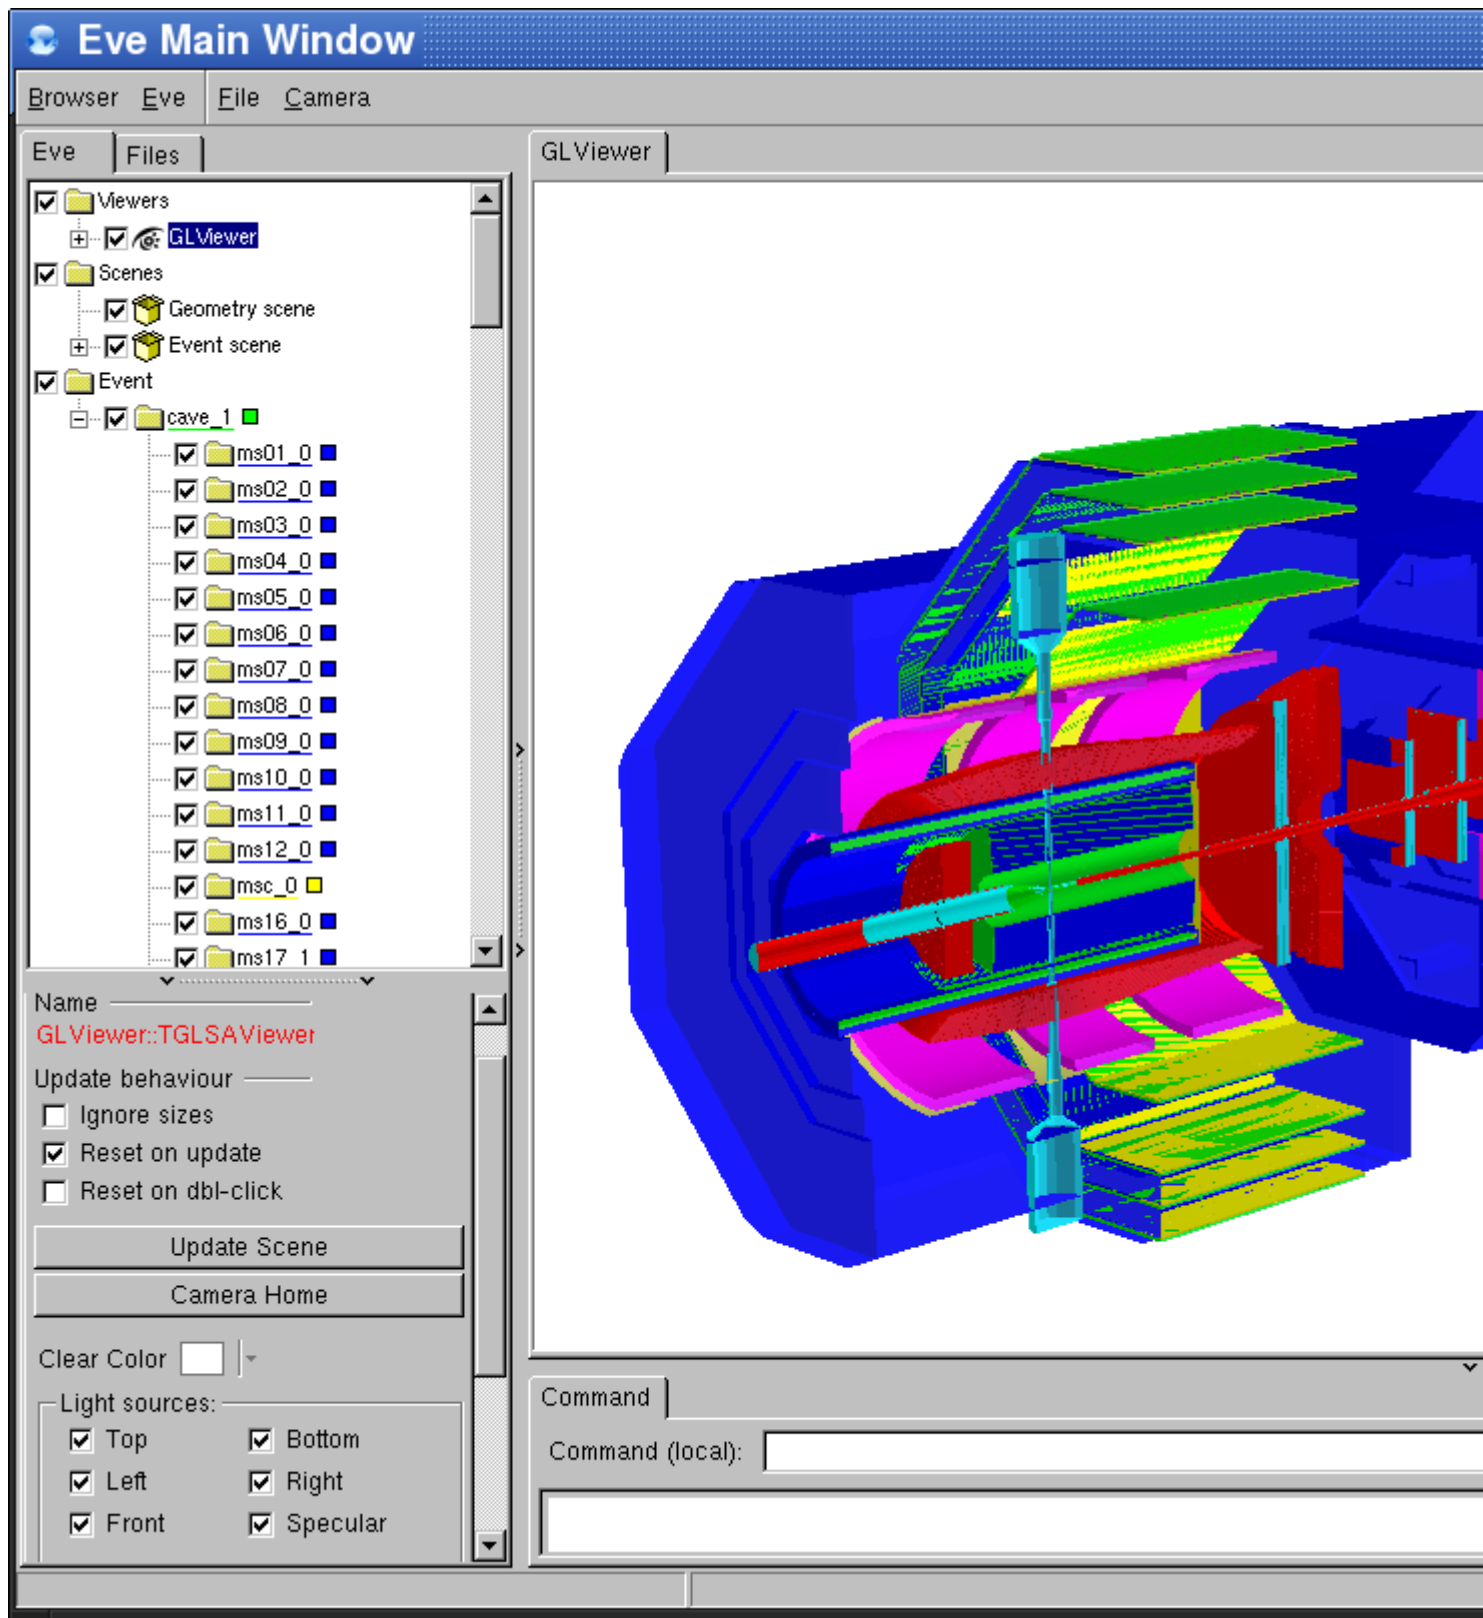 Eve Main Window
Browser Eve File Camera
Eve Files
Viewers
GLViewer
Scenes
Geometry scene
Event scene
Event
cave_1
ms01_0
ms02_0
ms03_0
ms04_0
ms05_0
ms06_0
ms07_0
ms08_0
ms09_0
ms10_0
ms11_0
ms12_0
msc_0
ms16_0
ms17_1
Name
GLViewer::TGLSAViewer
Update behaviour
Ignore sizes
Reset on update
Reset on dbl-click
Update Scene
Camera Home
Clear Color
Light sources:
Top Bottom
Left Right
Front Specular
GLViewer
Command
Command (local):